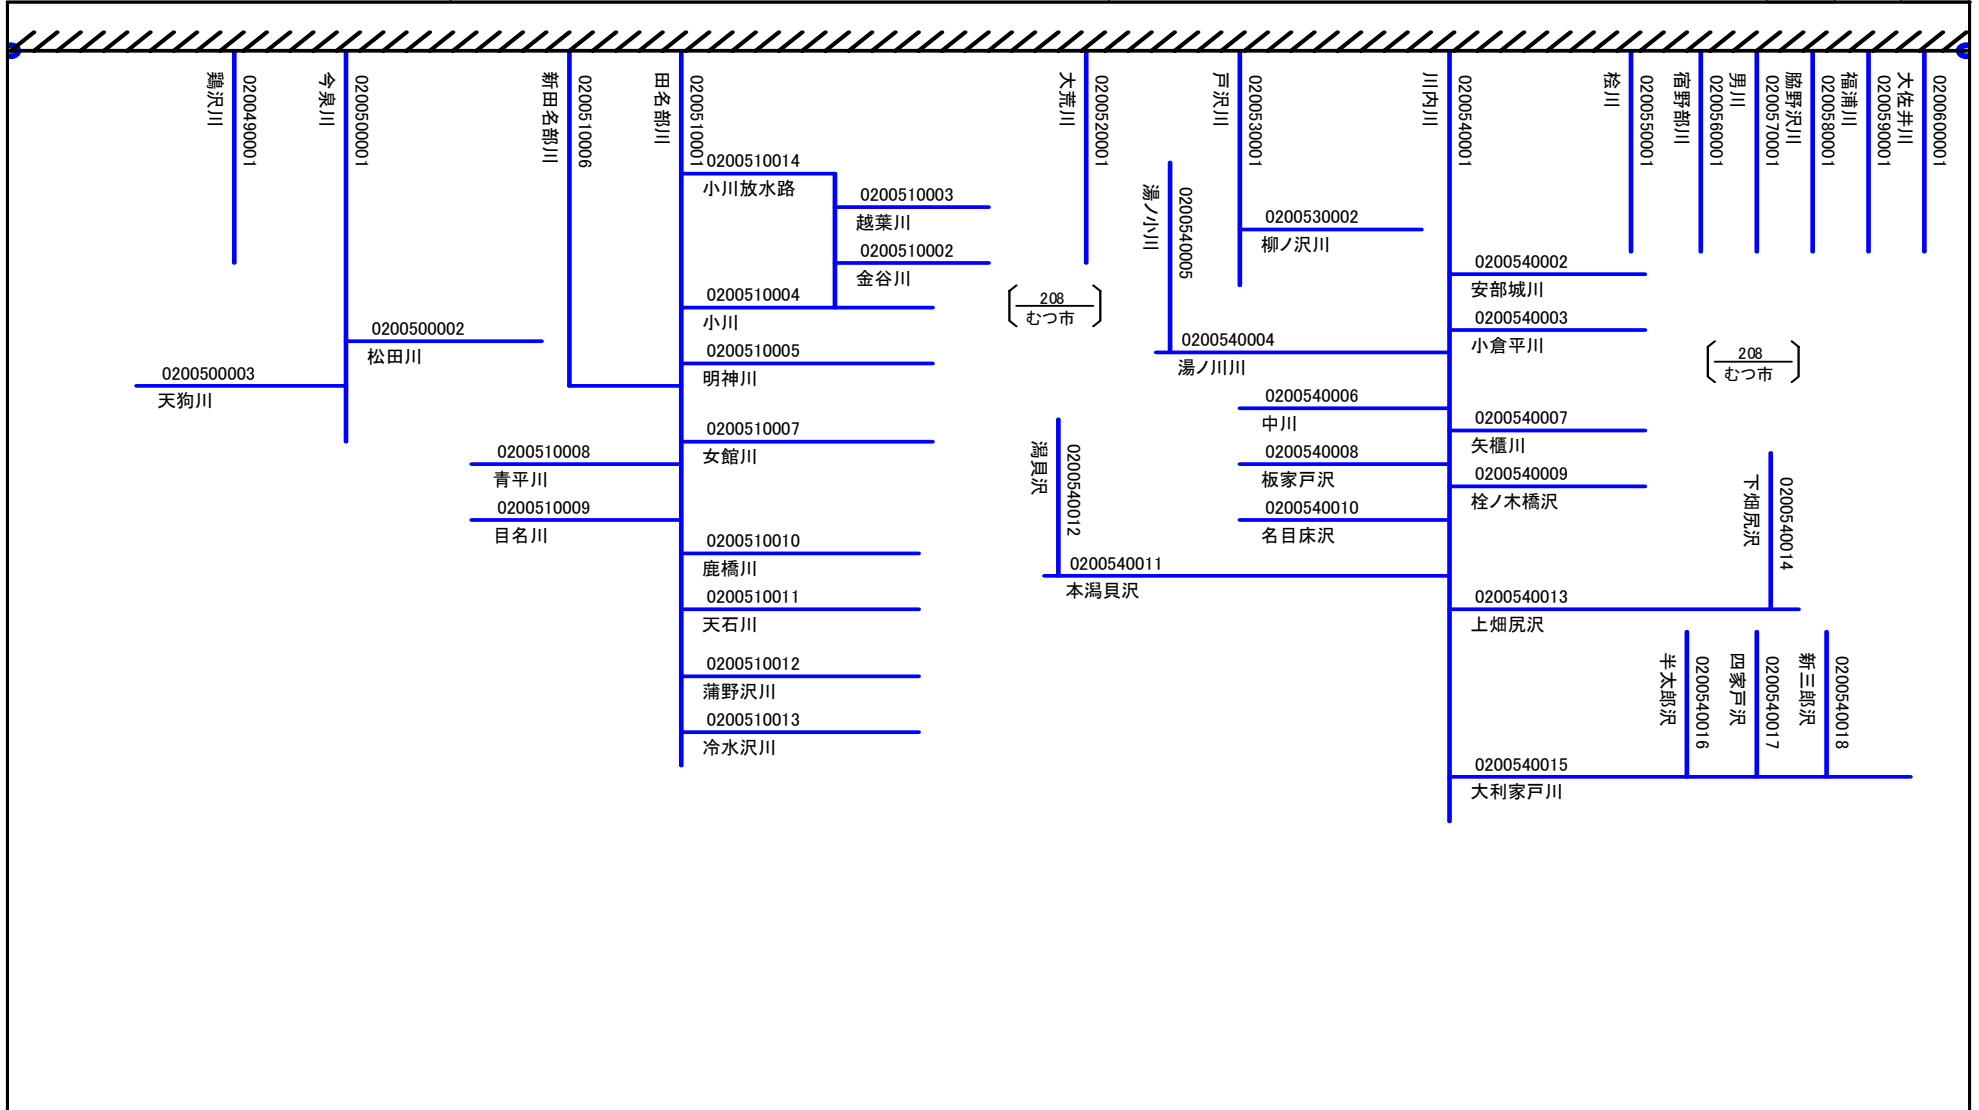 鶏沢川
0200490001
今泉川
0200500001
0200500002
松田川
0200500003
天狗川
新田名部川
0200510006
田名部川
0200510001
0200510014
小川放水路
0200510003
越葉川
0200510002
金谷川
0200510004
小川
0200510005
明神川
0200510007
女館川
0200510008
青平川
0200510009
目名川
0200510010
鹿橋川
0200510011
天石川
0200510012
蒲野沢川
0200510013
冷水沢川
大荒川
0200520001
208
むつ市
戸沢川
0200530001
0200530002
柳ノ沢川
湯ノ小川
0200540005
0200540004
湯ノ川川
川内川
0200540001
0200540002
安部城川
0200540003
小倉平川
0200540006
中川
0200540007
矢櫃川
0200540008
板家戸沢
0200540009
栓ノ木橋沢
0200540010
名目床沢
潟貝沢
0200540012
0200540011
本潟貝沢
下畑尻沢
0200540014
0200540013
上畑尻沢
半太郎沢
0200540016
四家戸沢
0200540017
新三郎沢
0200540018
0200540015
大利家戸川
208
むつ市
桧川
0200550001
宿野部川
0200560001
男川
0200570001
脇野沢川
0200580001
福浦川
0200590001
大佐井川
0200600001